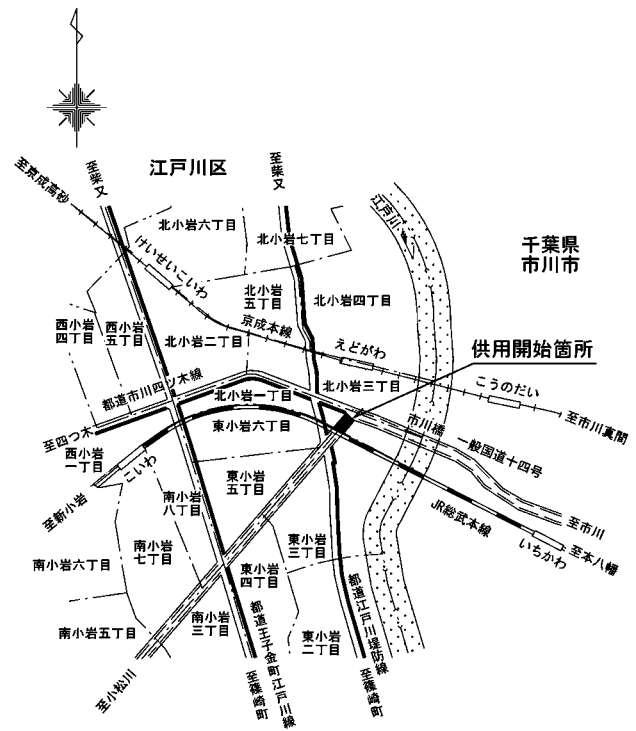 江戸川区
至柴又
至柴又
至京成高砂
江戸川
千葉県
市川市
北小岩六丁目
北小岩七丁目
けいせいこいわ
北小岩
五丁目
北小岩四丁目
西小岩
四丁目
西小岩
五丁目
北小岩二丁目
京成本線
えどがわ
供用開始箇所
都道市川四ツ木線
北小岩三丁目
こうのだい
北小岩一丁目
至市川真間
至四つ木
東小岩六丁目
市川橋
一般国道十四号
西小岩
一丁目
こいわ
東小岩
五丁目
至新小岩
南小岩
八丁目
JR総武本線
至市川
いちかわ
至本八幡
南小岩六丁目
南小岩
七丁目
東小岩
三丁目
東小岩
四丁目
南小岩五丁目
南小岩
三丁目
東小岩
二丁目
都道王子金町江戸川線
都道江戸川堤防線
至小松川
至篠崎町
至篠崎町